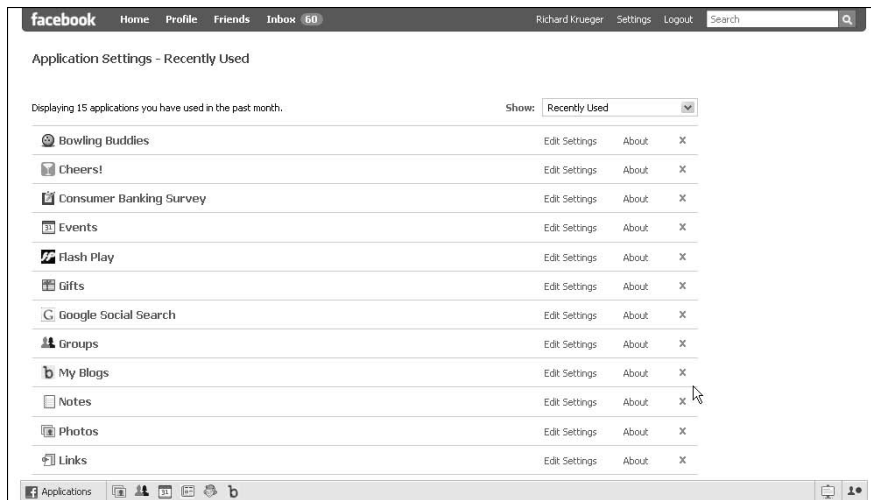 facebook Home Profile Friends Inbox 60 Richard Krueger Settings Logout Search
Application Settings - Recently Used
Displaying 15 applications you have used in the past month. Show: Recently Used
Bowling Buddies Edit Settings About x
Cheers! Edit Settings About x
Consumer Banking Survey Edit Settings About x
31 Events Edit Settings About x
FP Flash Play Edit Settings About x
Gifts Edit Settings About x
G Google Social Search Edit Settings About x
Groups Edit Settings About x
b My Blogs Edit Settings About x
Notes Edit Settings About x
Photos Edit Settings About x
Links Edit Settings About x
f Applications 31 b